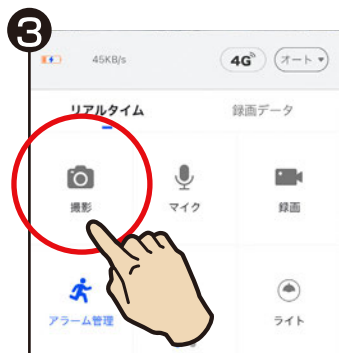 3
45KB/s 4G オート
リアルタイム 録画データ
撮影 マイク 録画
アラーム管理 ライト